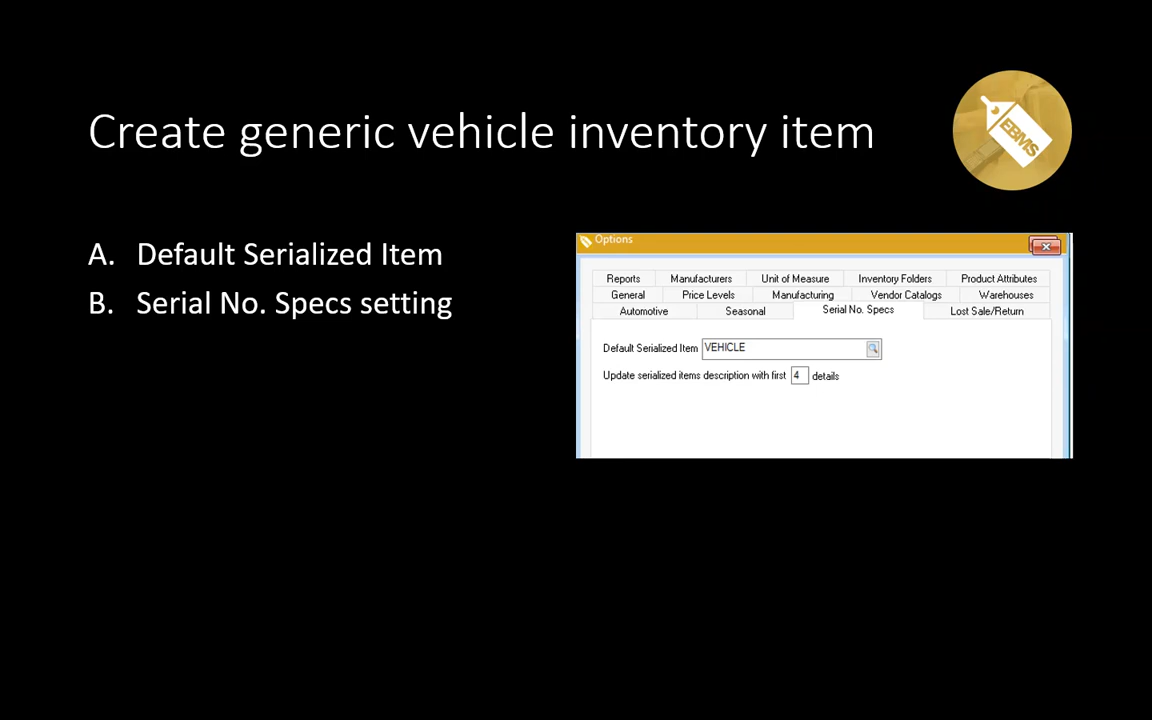 Create generic vehicle inventory item
EBMS
A. Default Serialized Item
B. Serial No. Specs setting
Options
Reports Manufacturers Unit of Measure Inventory Folders Product Attributes
General Price Levels Manufacturing Vendor Catalogs Warehouses
Automotive Seasonal Serial No. Specs Lost Sale/Return
Default Serialized Item VEHICLE
Update serialized items description with first 4 details